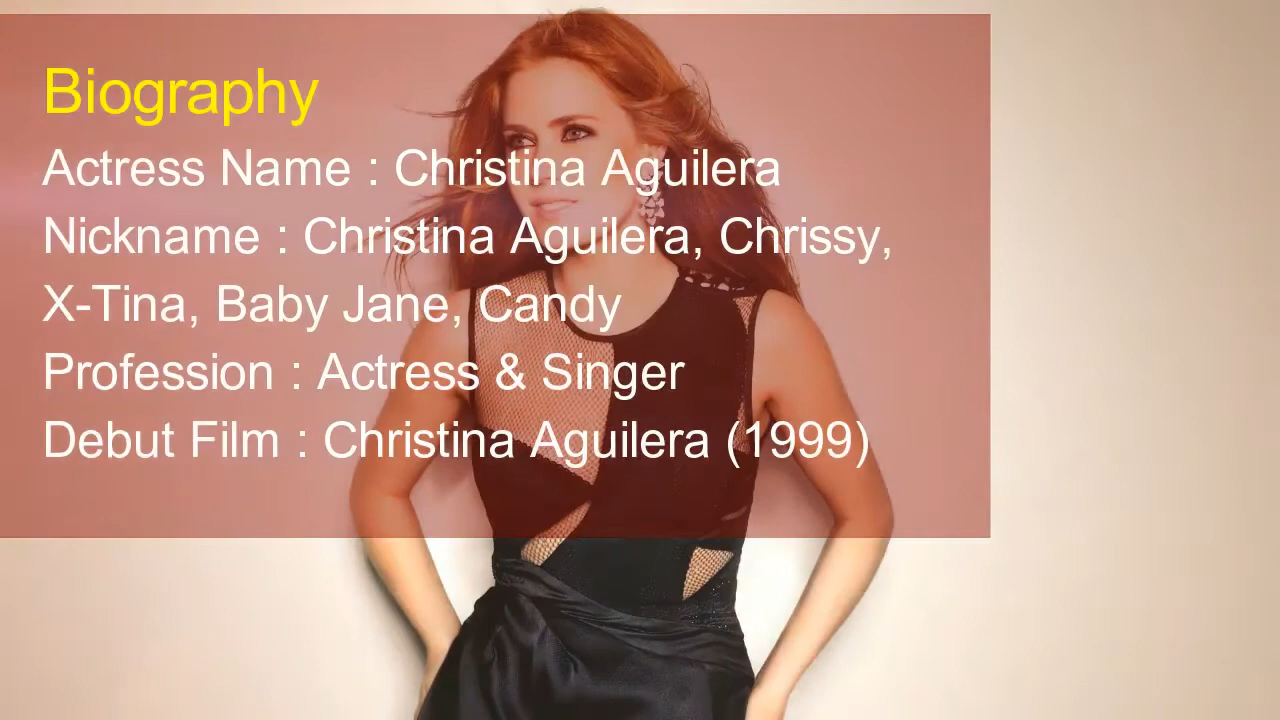 Biography
Actress Name : Christina Aguilera
Nickname : Christina Aguilera, Chrissy,
X-Tina, Baby Jane, Candy
Profession : Actress & Singer
Debut Film : Christina Aguilera (1999)